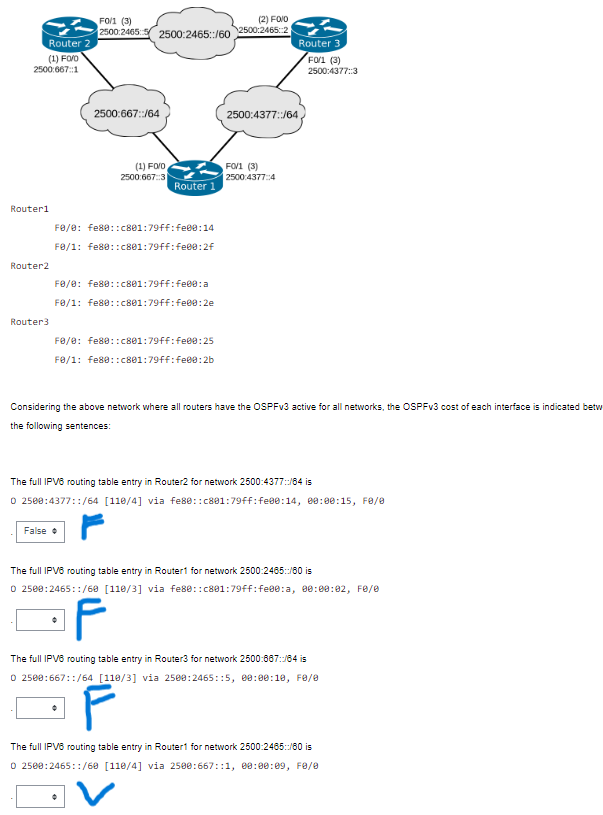 F0/1 (3)
2500:2465::5
2500:2465::/60
(2) F0/0
2500:2465::2
Router 2
Router 3
(1) F0/0
2500:667::1
F0/1 (3)
2500:4377::3
2500:667::/64
2500:4377::/64
(1) F0/0
2500:667::3
F0/1 (3)
2500:4377::4
Router 1
Router1
F0/0: fe80::c801:79ff:fe00:14
F0/1: fe80::c801:79ff:fe00:2f
Router2
F0/0: fe80::c801:79ff:fe00:a
F0/1: fe80::c801:79ff:fe00:2e
Router3
F0/0: fe80::c801:79ff:fe00:25
F0/1: fe80::c801:79ff:fe00:2b
Considering the above network where all routers have the OSPFv3 active for all networks, the OSPFv3 cost of each interface is indicated betw
the following sentences:
The full IPV6 routing table entry in Router2 for network 2500:4377::/64 is
O 2500:4377::/64 [110/4] via fe80::c801:79ff:fe00:14, 00:00:15, F0/0
. False F
The full IPV6 routing table entry in Router1 for network 2500:2465::/60 is
O 2500:2465::/60 [110/3] via fe80::c801:79ff:fe00:a, 00:00:02, F0/0
. F
The full IPV6 routing table entry in Router3 for network 2500:667::/64 is
O 2500:667::/64 [110/3] via 2500:2465::5, 00:00:10, F0/0
. F
The full IPV6 routing table entry in Router1 for network 2500:2465::/60 is
O 2500:2465::/60 [110/4] via 2500:667::1, 00:00:09, F0/0
. V